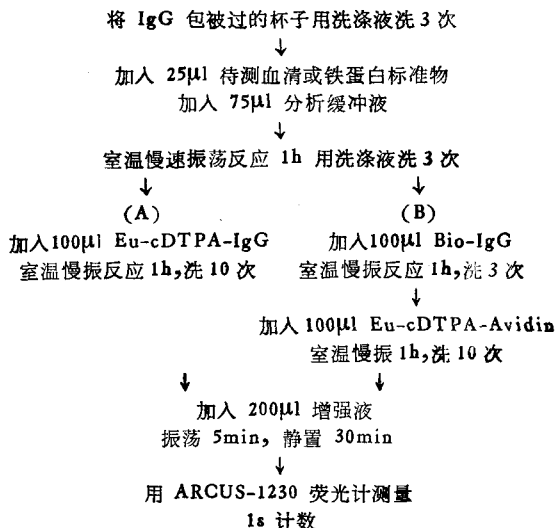 将 IgG 包被过的杯子用洗涤液洗 3 次
↓
加入 25μl 待测血清或铁蛋白标准物
加入 75μl 分析缓冲液
↓
室温慢速振荡反应 1h 用洗涤液洗 3 次
↓ ↓
(A) (B)
加入100μl Eu-cDTPA-IgG 加入100μl Bio-IgG
室温慢振反应 1h,洗 10 次 室温慢振反应 1h,洗 3 次
↓
加入 100μl Eu-cDTPA-Avidin
室温慢振 1h,洗 10 次
↓ ↓
加入 200μl 增强液
振荡 5min, 静置 30min
↓
用 ARCUS-1230 荧光计测量
1s 计数